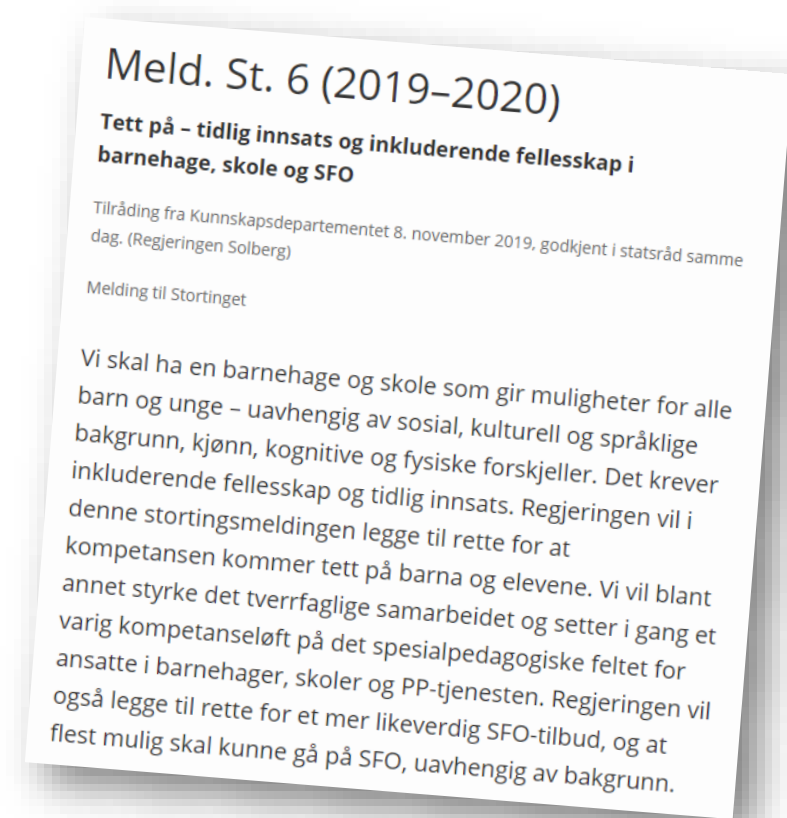 Meld. St. 6 (2019–2020)
Tett på – tidlig innsats og inkluderende fellesskap i
barnehage, skole og SFO
Tilråding fra Kunnskapsdepartementet 8. november 2019, godkjent i statsråd samme
dag. (Regjeringen Solberg)
Melding til Stortinget
Vi skal ha en barnehage og skole som gir muligheter for alle
barn og unge – uavhengig av sosial, kulturell og språklige
bakgrunn, kjønn, kognitive og fysiske forskjeller. Det krever
inkluderende fellesskap og tidlig innsats. Regjeringen vil i
denne stortingsmeldingen legge til rette for at
kompetansen kommer tett på barna og elevene. Vi vil blant
annet styrke det tverrfaglige samarbeidet og setter i gang et
varig kompetanseløft på det spesialpedagogiske feltet for
ansatte i barnehager, skoler og PP-tjenesten. Regjeringen vil
også legge til rette for et mer likeverdig SFO-tilbud, og at
flest mulig skal kunne gå på SFO, uavhengig av bakgrunn.